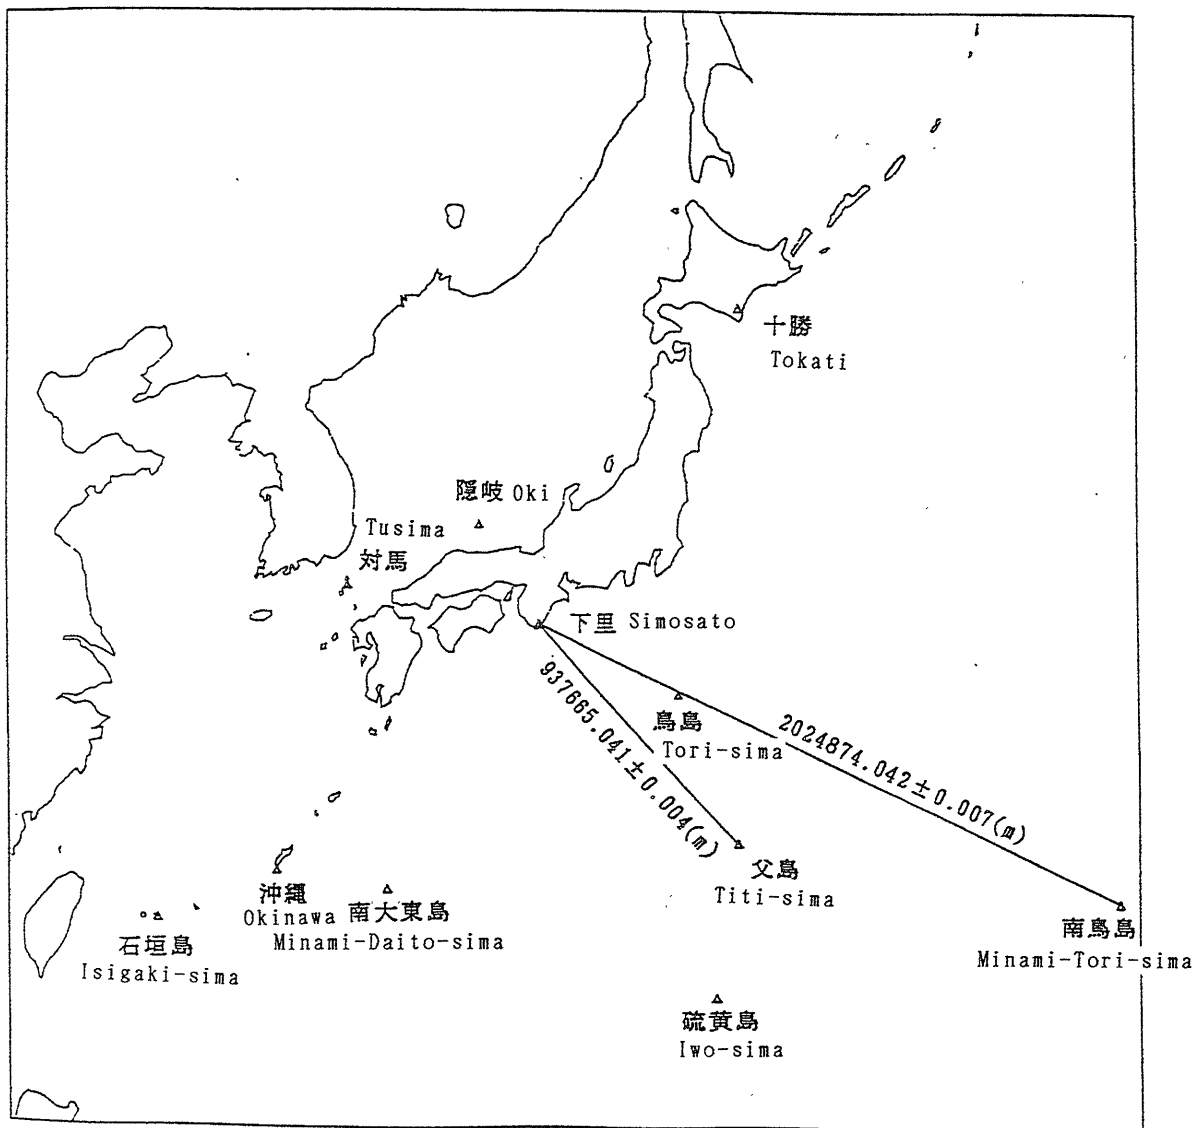 十勝
Tokati
隠岐 Oki
Tusima
対馬
下里 Simosato
937665.041±0.004(m)
鳥島
Tori-sima
2024874.042±0.007(m)
父島
Titi-sima
沖縄
Okinawa
南大東島
Minami-Daito-sima
石垣島
Isigaki-sima
南鳥島
Minami-Tori-sima
硫黄島
Iwo-sima